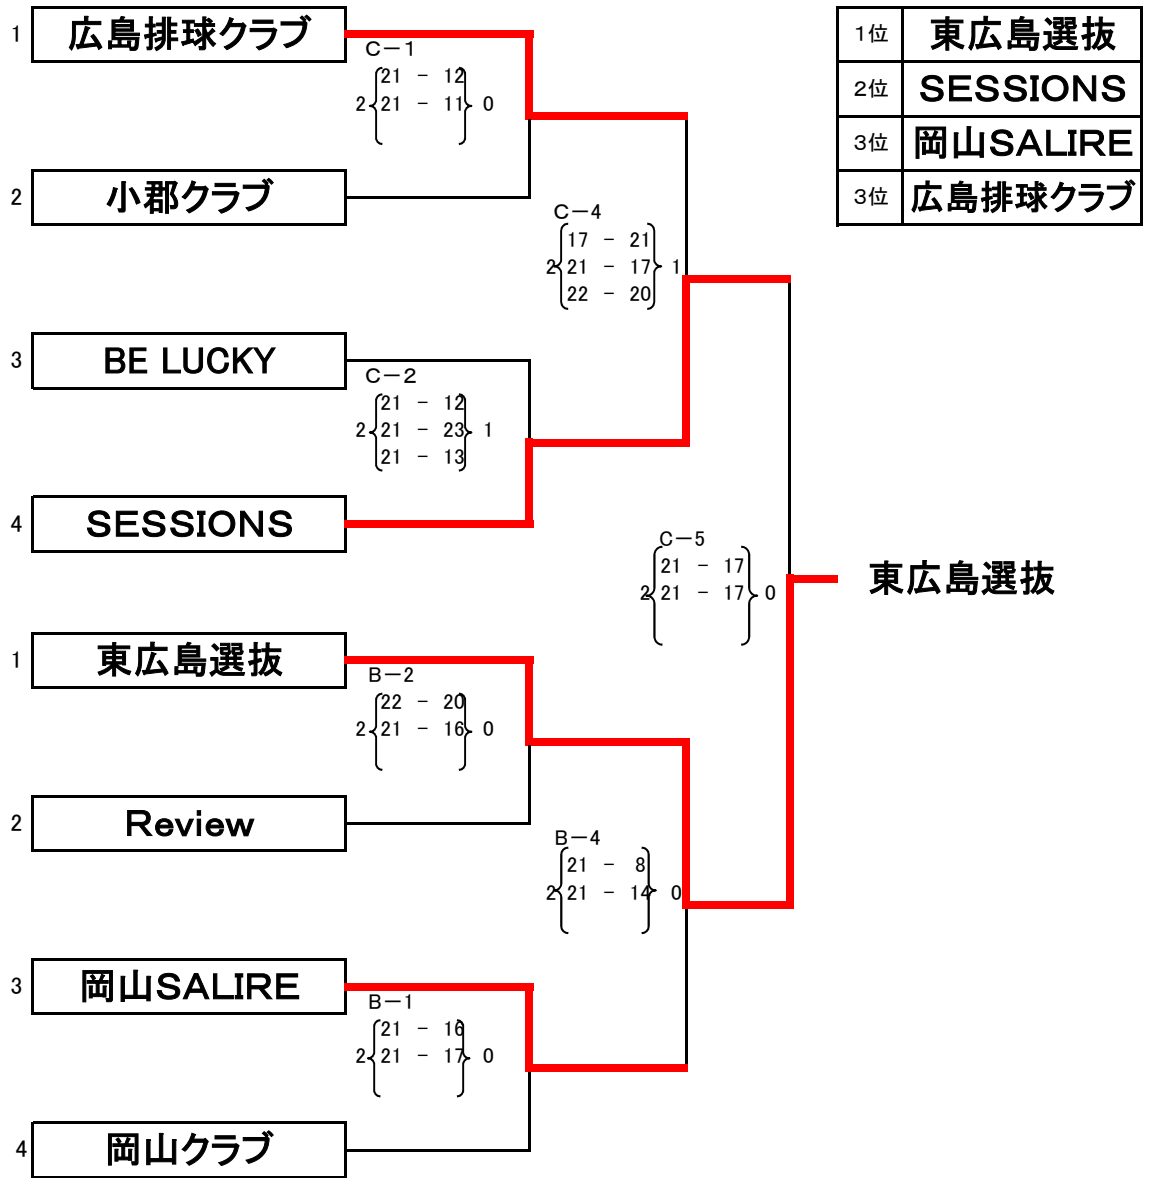 1 広島排球クラブ
C－1
21 － 12
2 21 － 11 0
2 小郡クラブ
C－4
17 － 21
2 21 － 17 1
22 － 20
3 BE LUCKY
C－2
21 － 12
2 21 － 23 1
21 － 13
4 SESSIONS
C－5
21 － 17
2 21 － 17 0
東広島選抜
1 東広島選抜
B－2
22 － 20
2 21 － 16 0
2 Review
B－4
21 － 8
2 21 － 14 0
3 岡山SALIRE
B－1
21 － 16
2 21 － 17 0
4 岡山クラブ
1位 東広島選抜
2位 SESSIONS
3位 岡山SALIRE
3位 広島排球クラブ